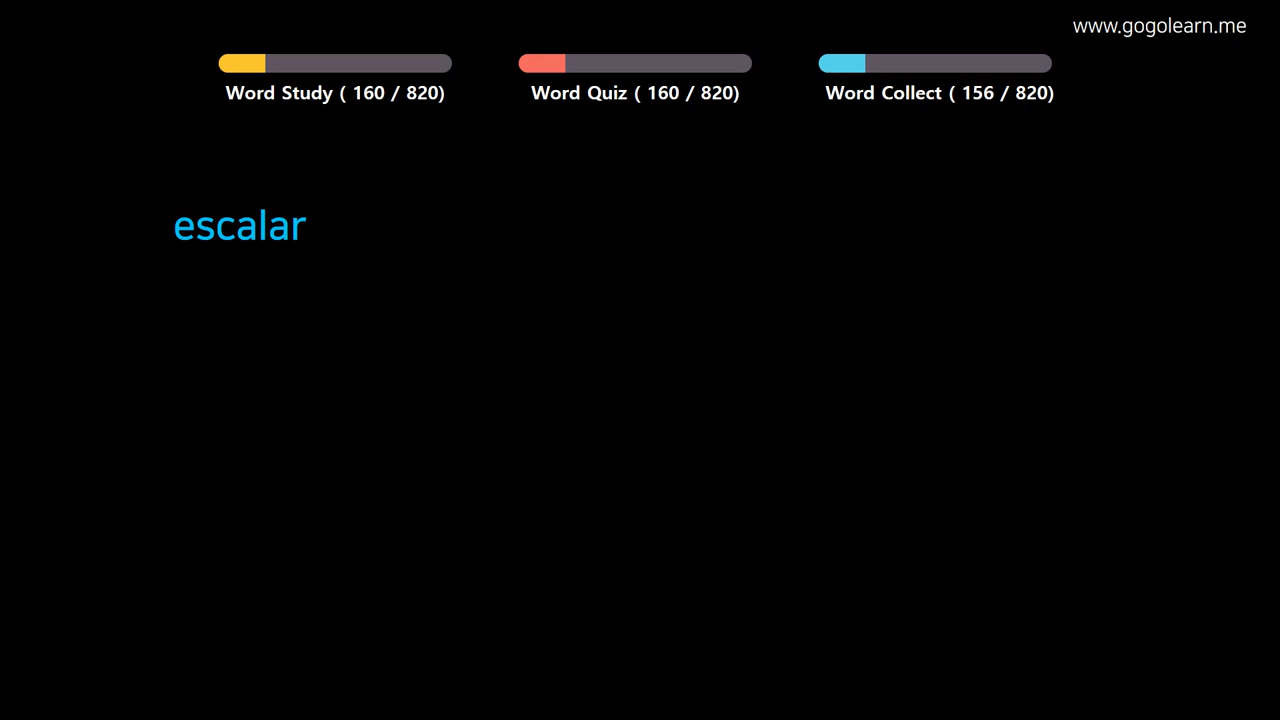 www.gogolearn.me
Word Study ( 160 / 820)
Word Quiz ( 160 / 820)
Word Collect ( 156 / 820)
escalar